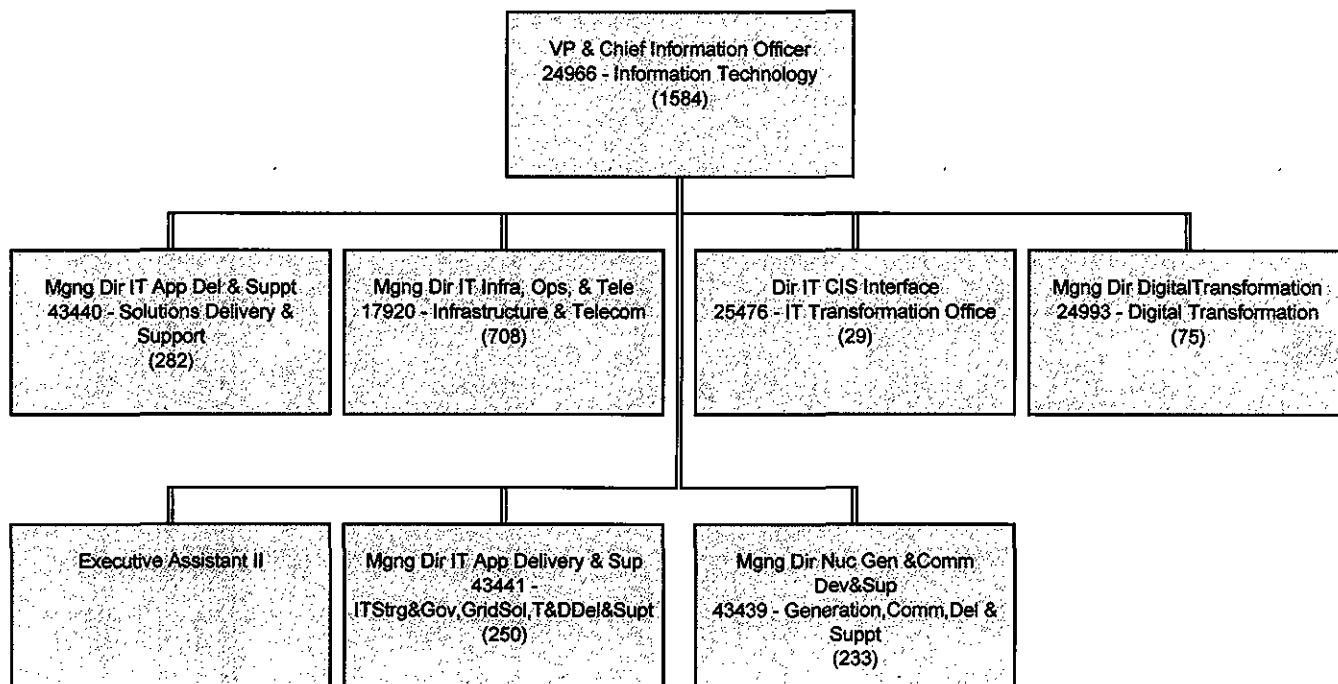 VP & Chief Information Officer
24966 - Information Technology
(1584)
Mgng Dir IT App Del & Suppt
43440 - Solutions Delivery &
Support
(282)
Mgng Dir IT Infra, Ops, & Tele
17920 - Infrastructure & Telecom
(708)
Dir IT CIS Interface
25476 - IT Transformation Office
(29)
Mgng Dir DigitalTransformation
24993 - Digital Transformation
(75)
Executive Assistant II
Mgng Dir IT App Delivery & Sup
43441 -
ITStrg&Gov,GridSol,T&DDel&Supt
(250)
Mgng Dir Nuc Gen &Comm
Dev&Sup
43439 - Generation,Comm,Del &
Suppt
(233)